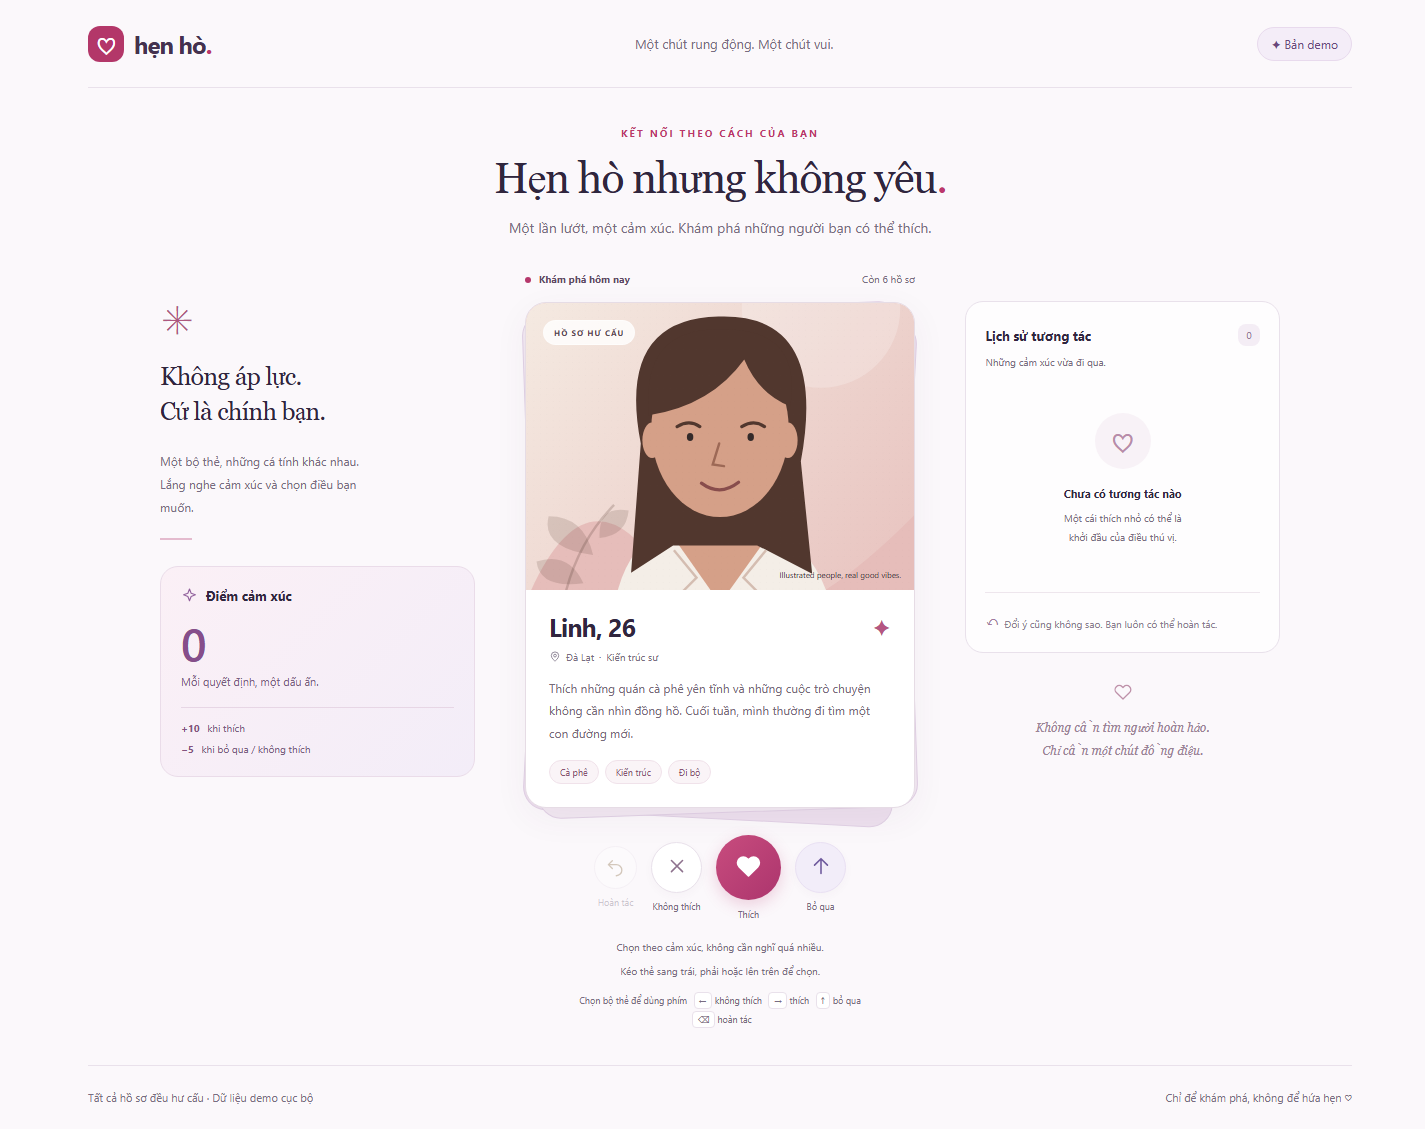 hẹn hò.
Một chút rung động. Một chút vui.
✦ Bản demo
KẾT NỐI THEO CÁCH CỦA BẠN
Hẹn hò nhưng không yêu.
Một lần lướt, một cảm xúc. Khám phá những người bạn có thể thích.
Không áp lực.
Cứ là chính bạn.
Một bộ thẻ, những cá tính khác nhau.
Lắng nghe cảm xúc và chọn điều bạn
muốn.
Điểm cảm xúc
0
Mỗi quyết định, một dấu ấn.
+10 khi thích
−5 khi bỏ qua / không thích
Khám phá hôm nay
Còn 6 hồ sơ
HỒ SƠ HƯ CẤU
Illustrated people, real good vibes.
Linh, 26
Đà Lạt · Kiến trúc sư
Thích những quán cà phê yên tĩnh và những cuộc trò chuyện
không cần nhìn đồng hồ. Cuối tuần, mình thường đi tìm một
con đường mới.
Cà phê
Kiến trúc
Đi bộ
Hoàn tác
Không thích
Thích
Bỏ qua
Chọn theo cảm xúc, không cần nghĩ quá nhiều.
Kéo thẻ sang trái, phải hoặc lên trên để chọn.
Chọn bộ thẻ để dùng phím ← không thích → thích ↑ bỏ qua
⌫ hoàn tác
Lịch sử tương tác
0
Những cảm xúc vừa đi qua.
Chưa có tương tác nào
Một cái thích nhỏ có thể là
khởi đầu của điều thú vị.
Đổi ý cũng không sao. Bạn luôn có thể hoàn tác.
Không cần tìm người hoàn hảo.
Chỉ cần một chút đồng điệu.
Tất cả hồ sơ đều hư cấu · Dữ liệu demo cục bộ
Chỉ để khám phá, không để hứa hẹn ♡